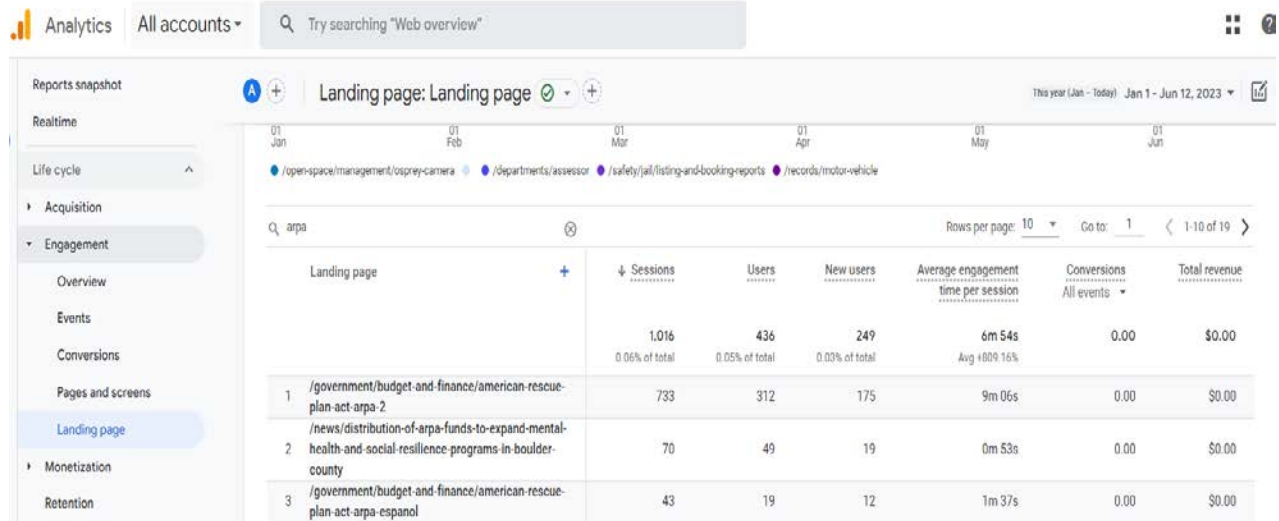 Analytics
All accounts
Try searching "Web overview"
Reports snapshot
Realtime
Life cycle
Acquisition
Engagement
Overview
Events
Conversions
Pages and screens
Landing page
Monetization
Retention
A
Landing page: Landing page
This year (Jan - Today) Jan 1 - Jun 12, 2023
01 01 01 01 01 01
Jan Feb Mar Apr May Jun
/open-space/management/osprey-camera /departments/assessor /safety/jail/listing-and-booking-reports /records/motor-vehicle
arpa
Rows per page: 10 Go to: 1 1-10 of 19
Landing page + ↓ Sessions Users New users Average engagement Conversions Total revenue
time per session All events
1,016 436 249 6m 54s 0.00 $0.00
0.06% of total 0.05% of total 0.03% of total Avg +809.16%
1 /government/budget-and-finance/american-rescue-
plan-act-arpa-2 733 312 175 9m 06s 0.00 $0.00
/news/distribution-of-arpa-funds-to-expand-mental-
2 health-and-social-resilience-programs-in-boulder- 70 49 19 0m 53s 0.00 $0.00
county
3 /government/budget-and-finance/american-rescue-
plan-act-arpa-espanol 43 19 12 1m 37s 0.00 $0.00